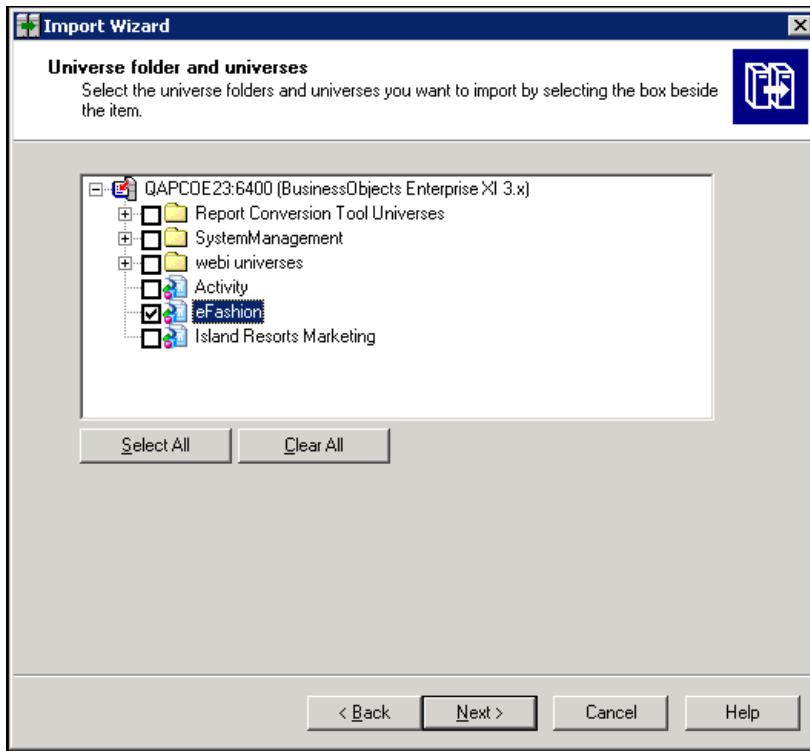 Import Wizard
Universe folder and universes
Select the universe folders and universes you want to import by selecting the box beside
the item.
QAPCOE23:6400 (BusinessObjects Enterprise XI 3.x)
Report Conversion Tool Universes
SystemManagement
webi universes
Activity
eFashion
Island Resorts Marketing
Select All Clear All
< Back Next > Cancel Help